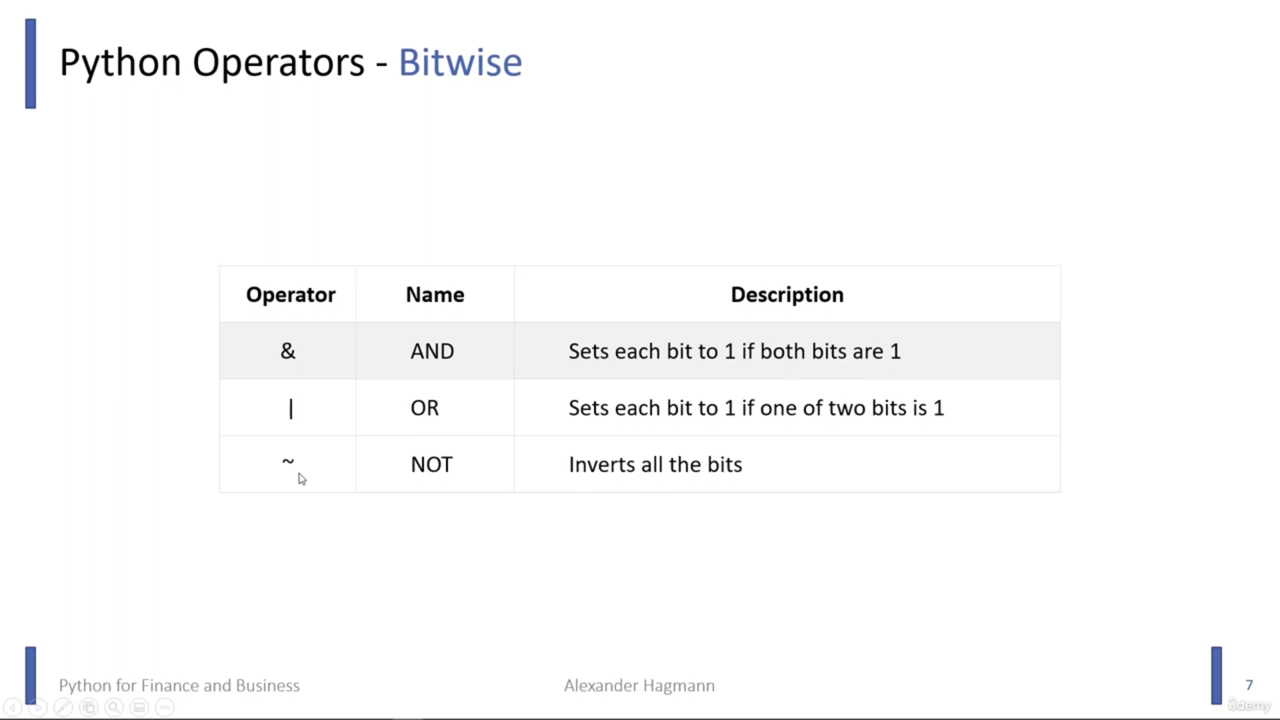 Python Operators - Bitwise
Operator Name Description
& AND Sets each bit to 1 if both bits are 1
| OR Sets each bit to 1 if one of two bits is 1
~ NOT Inverts all the bits
Python for Finance and Business Alexander Hagmann 7
ûdemy